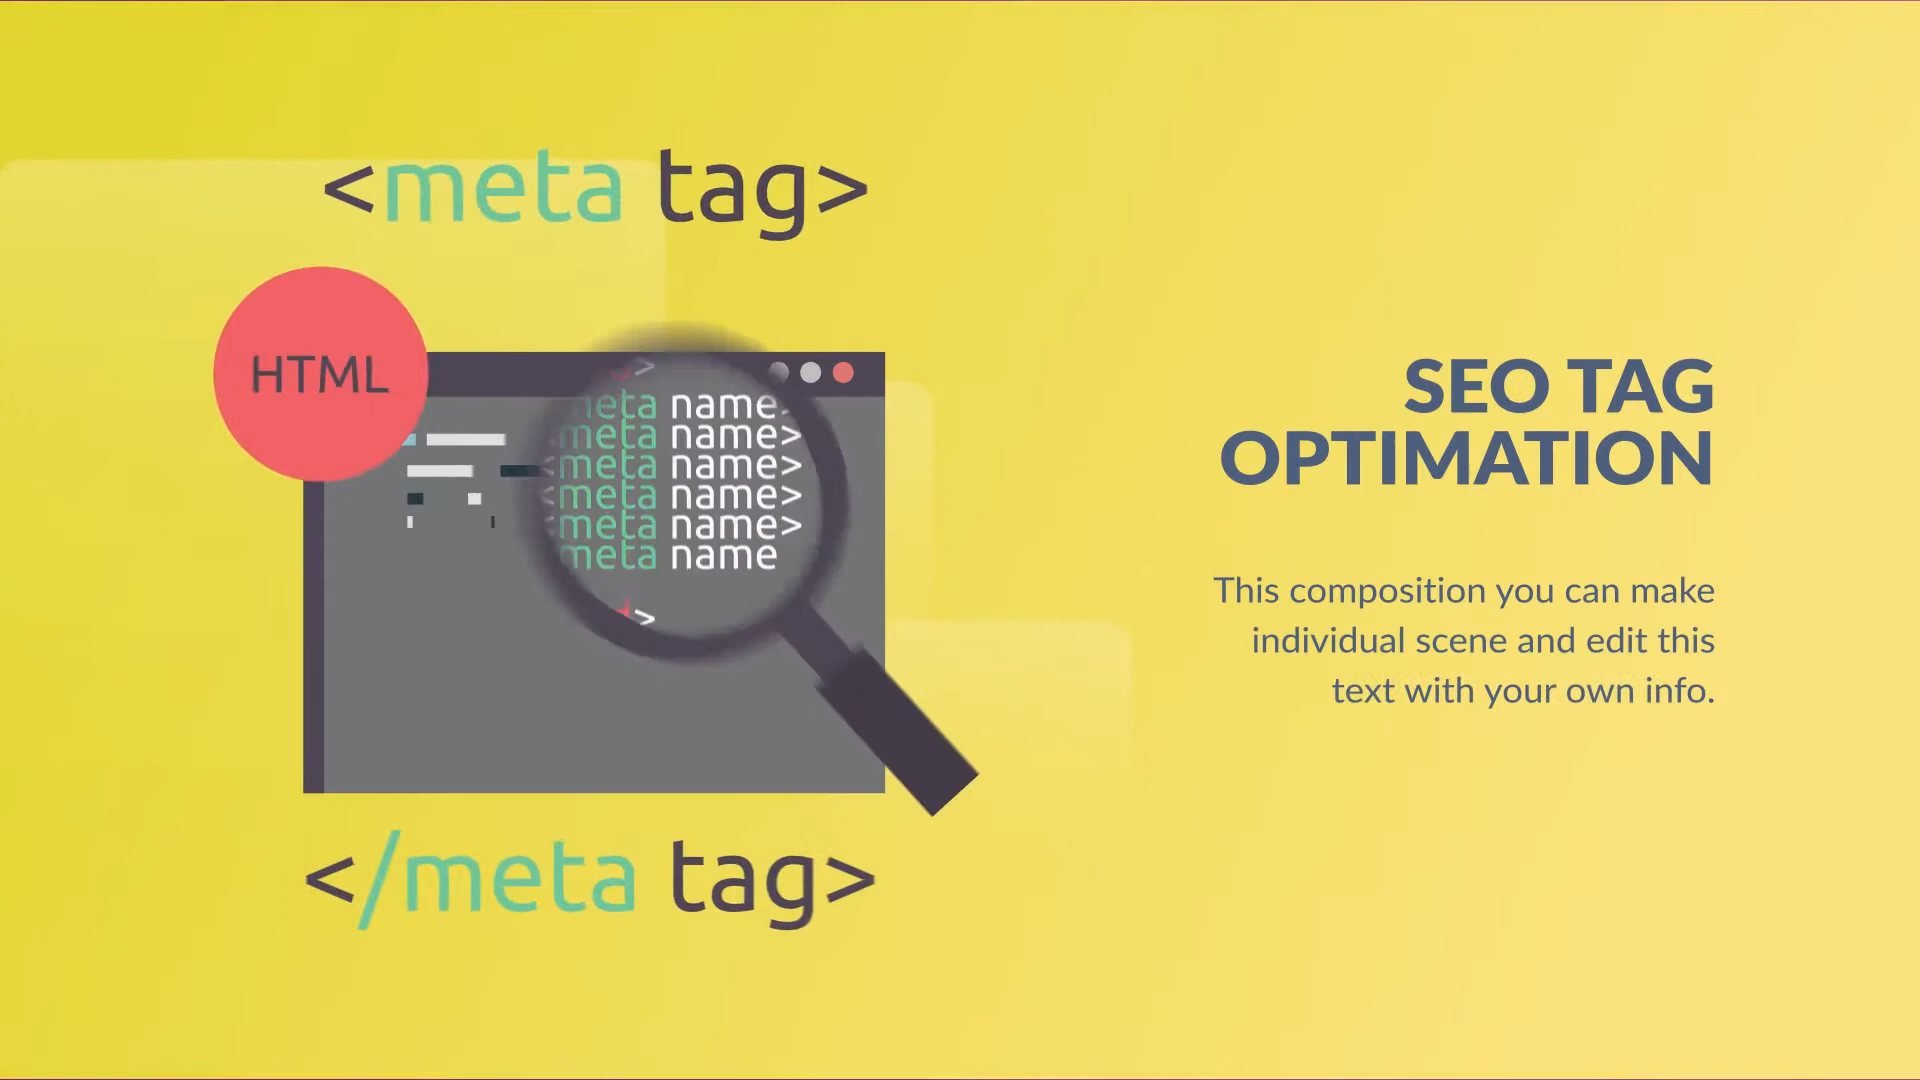 <meta tag>
HTML
>
meta name>
meta name>
<meta name>
<meta name>
<meta name>
meta name
>
</meta tag>
SEO TAG
OPTIMATION
This composition you can make
individual scene and edit this
text with your own info.